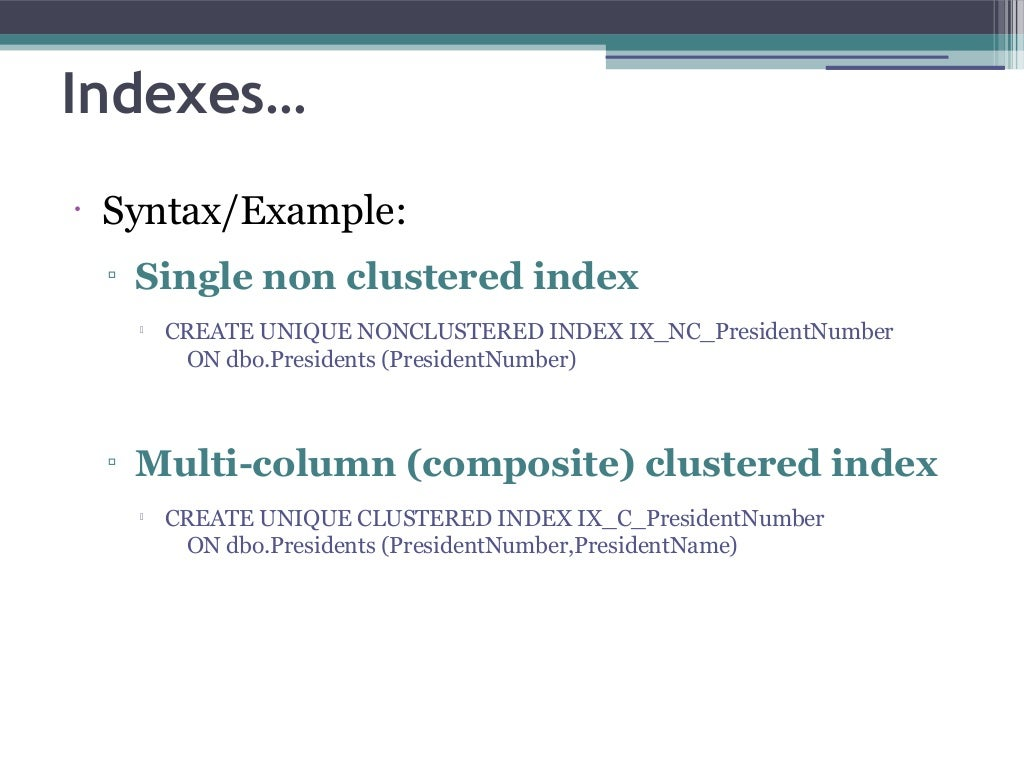 Indexes…
Syntax/Example:
Single non clustered index
CREATE UNIQUE NONCLUSTERED INDEX IX_NC_PresidentNumber
ON dbo.Presidents (PresidentNumber)
Multi-column (composite) clustered index
CREATE UNIQUE CLUSTERED INDEX IX_C_PresidentNumber
ON dbo.Presidents (PresidentNumber,PresidentName)